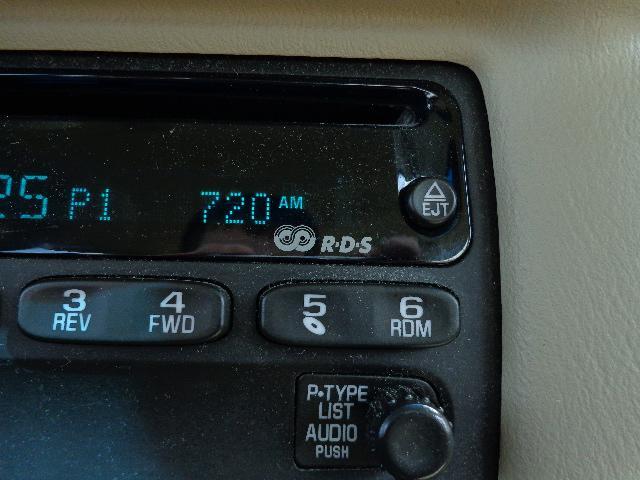 25 P1 720 AM
EJT
R·D·S
3 4 5 6
REV FWD RDM
P•TYPE
LIST
AUDIO
PUSH